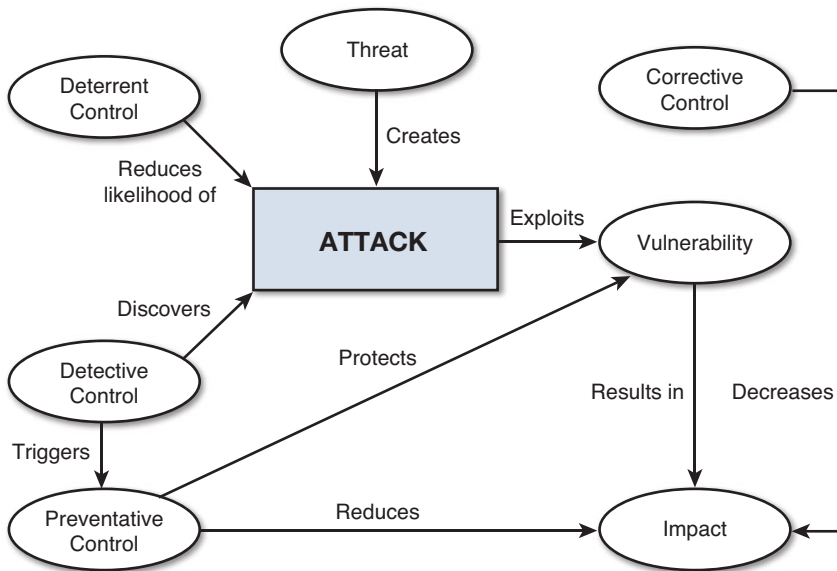 Threat
Deterrent
Control
Corrective
Control
Creates
Reduces
likelihood of
ATTACK
Exploits
Vulnerability
Discovers
Protects
Detective
Control
Results in
Decreases
Triggers
Preventative
Control
Reduces
Impact